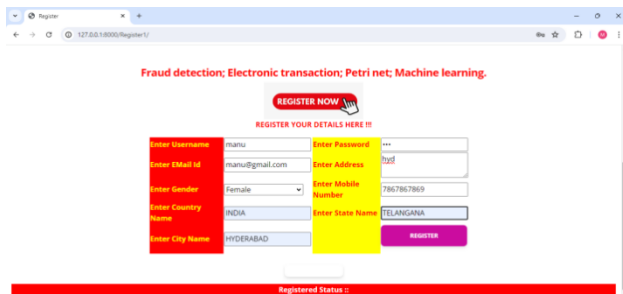 Register
127.0.0.1:8000/Register1/
Fraud detection; Electronic transaction; Petri net; Machine learning.
REGISTER NOW
REGISTER YOUR DETAILS HERE !!!
Enter Username manu Enter Password •••
Enter EMail Id manu@gmail.com Enter Address hyd
Enter Gender Female Enter Mobile Number 7867867869
Enter Country Name INDIA Enter State Name TELANGANA
Enter City Name HYDERABAD REGISTER
Registered Status ::